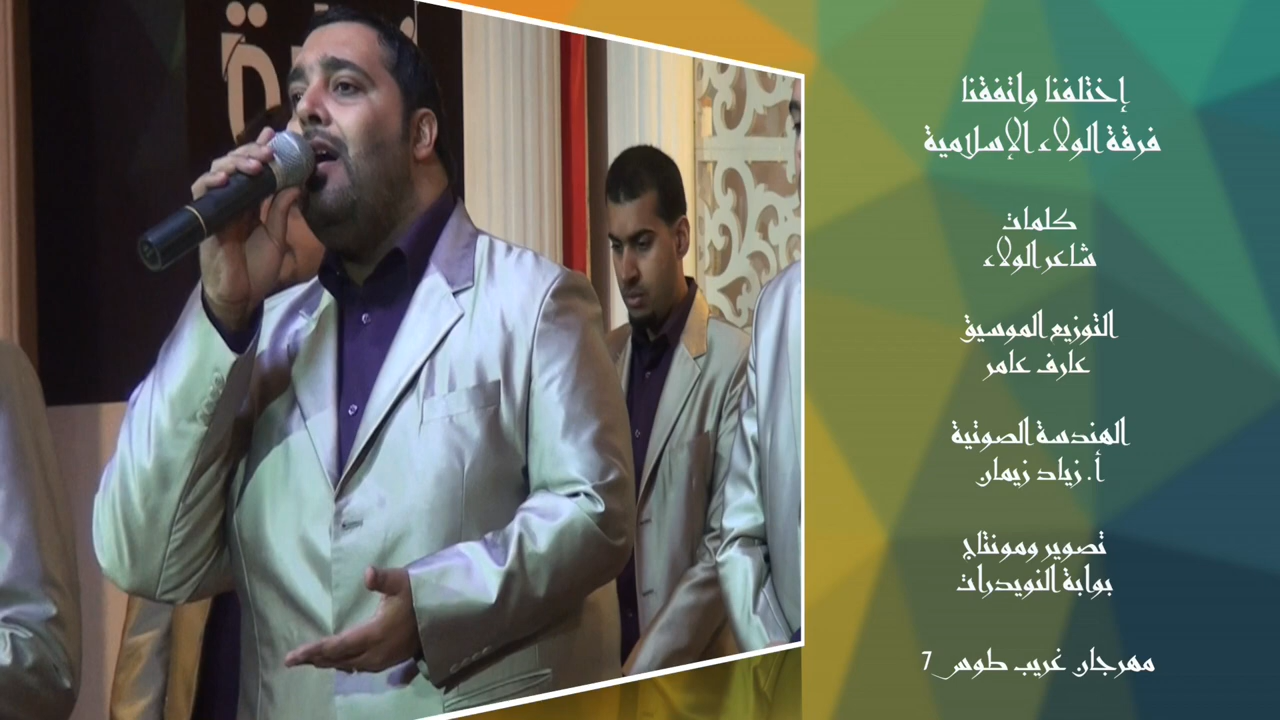 إختلفنا واتفقنا
فرقة الولاء الإسلامية
كلمات
شاعر الولاء
التوزيع الموسيقي
عارف عامر
الهندسة الصوتية
أ. زياد زيمان
تصوير ومونتاج
بوابة النويدرات
مهرجان غريب طوس 7